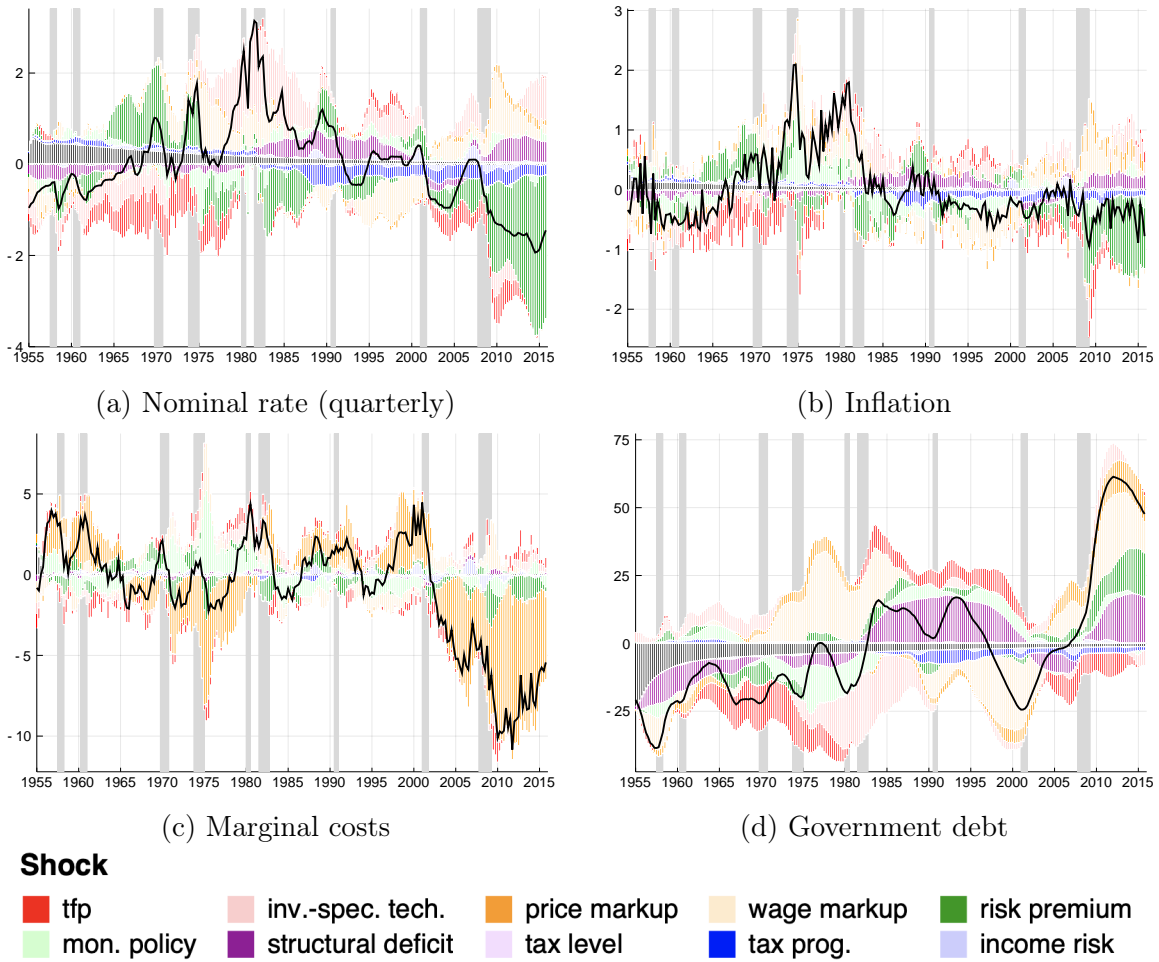 2
0
- 2
- 4
1955 1960 1965 1970 1975 1980 1985 1990 1995 2000 2005 2010 2015
(a) Nominal rate (quarterly)
3
2
1
0
- 1
- 2
1955 1960 1965 1970 1975 1980 1985 1990 1995 2000 2005 2010 2015
(b) Inflation
5
0
- 5
- 10
1955 1960 1965 1970 1975 1980 1985 1990 1995 2000 2005 2010 2015
(c) Marginal costs
75
50
25
0
- 25
1955 1960 1965 1970 1975 1980 1985 1990 1995 2000 2005 2010 2015
(d) Government debt
Shock
tfp inv.-spec. tech. price markup wage markup risk premium
mon. policy structural deficit tax level tax prog. income risk